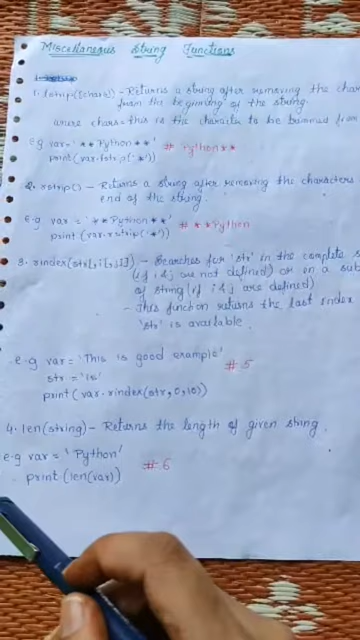 Miscellaneous String Functions
1. lstrip([chars]) - Returns a string after removing the char
from the beginning of the string.
where chars = this is the character to be trimmed from
e.g var = '**Python**'
print(var.lstrip('*')) # Python**
2. rstrip() - Returns a string after removing the characters
end of the string.
e.g var = '**Python**'
print(var.rstrip('*')) # **Python
3. rindex(str[,i[,j]]) - Searches for 'str' in the complete s
(if i & j are not defined) or in a sub
of string (if i & j are defined)
- This function returns the last index
'str' is available.
e.g var = 'This is good example'
str = 'is' # 5
print(var.rindex(str,0,10))
4. len(string) - Returns the length of given string.
e.g var = 'Python'
print(len(var)) # 6